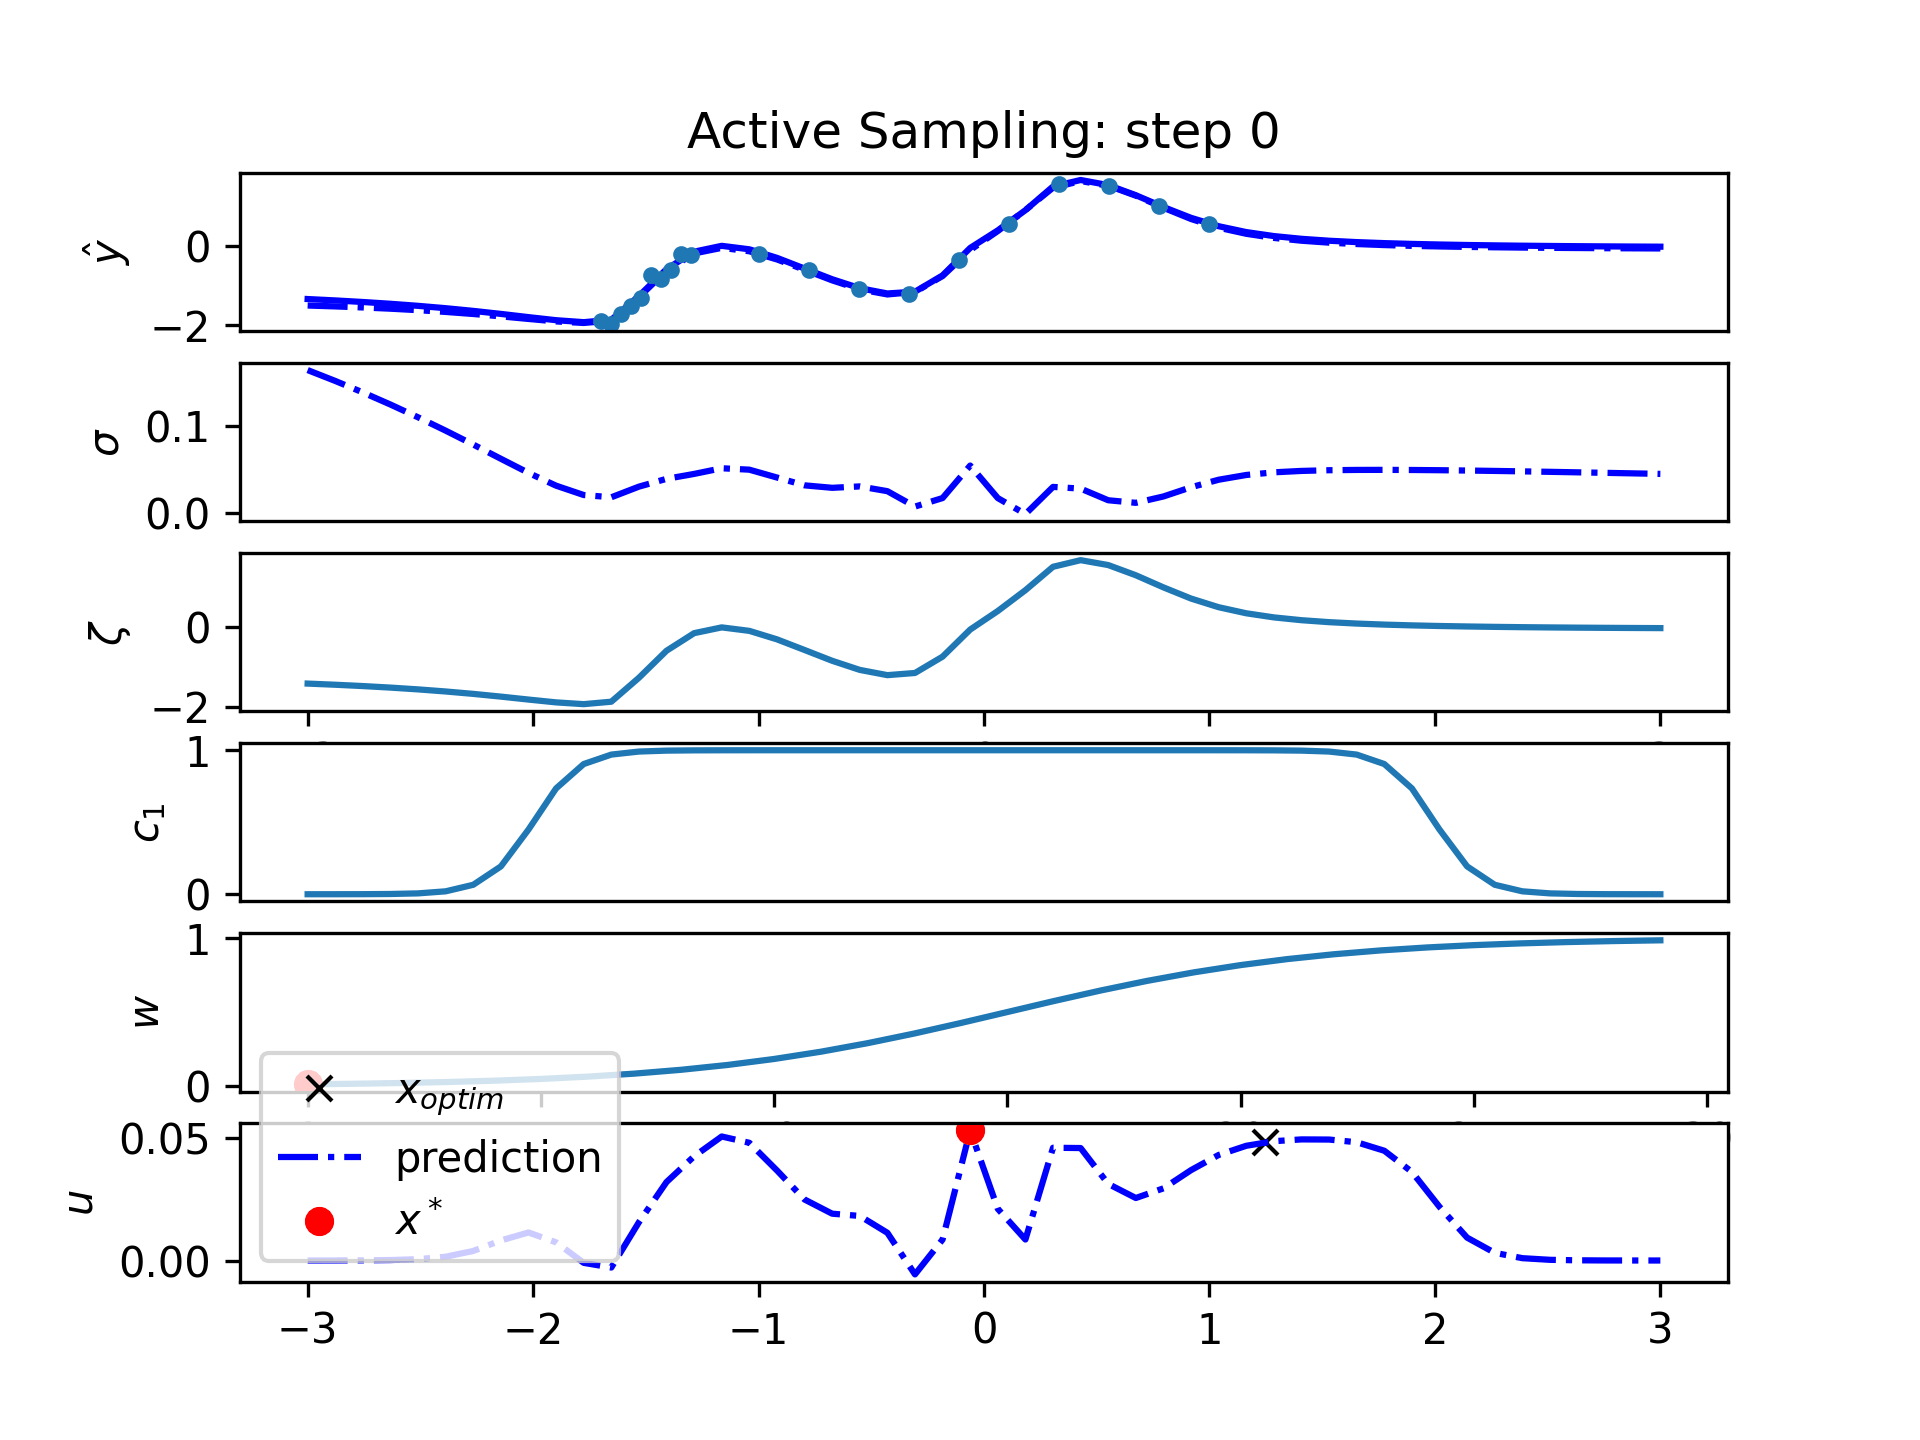 Active Sampling: step 0
ŷ
0
−2
σ
0.1
0.0
ζ
0
−2
c₁
1
0
w
1
0
x_optim
prediction
x*
u
0.05
0.00
−3 −2 −1 0 1 2 3